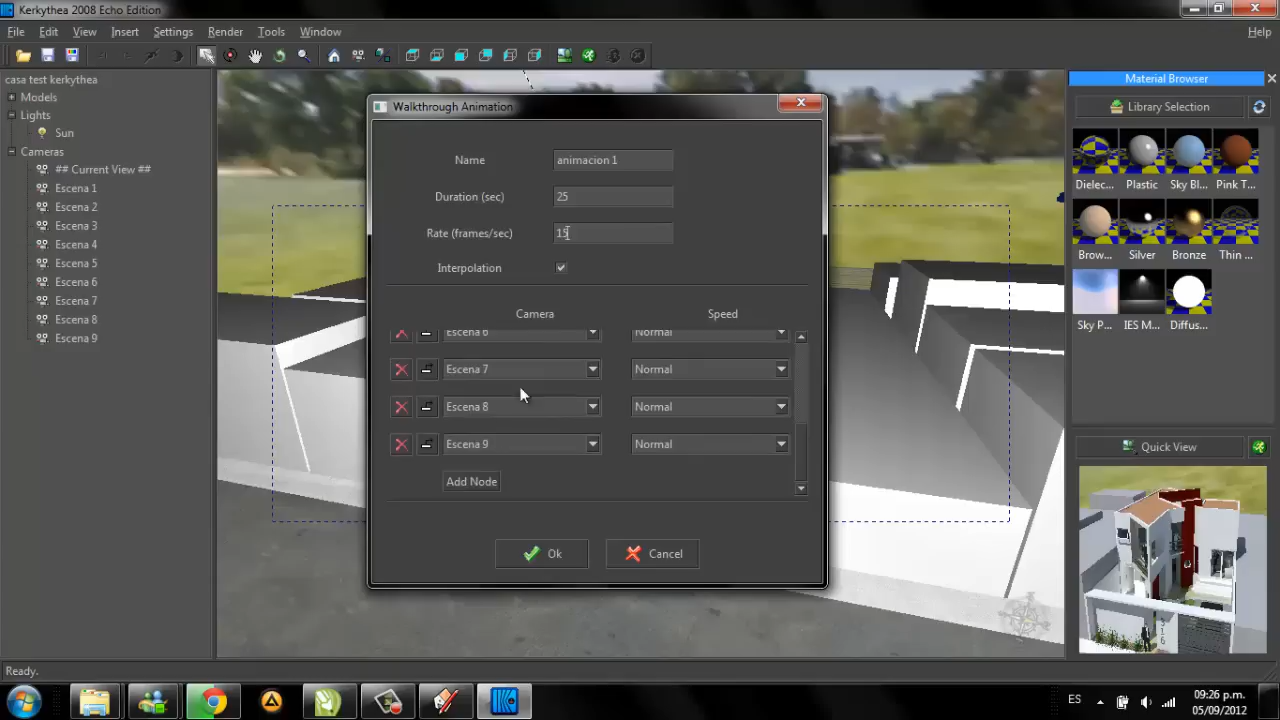 Kerkythea 2008 Echo Edition
File Edit View Insert Settings Render Tools Window Help
casa test kerkythea
Models
Lights
Sun
Cameras
## Current View ##
Escena 1
Escena 2
Escena 3
Escena 4
Escena 5
Escena 6
Escena 7
Escena 8
Escena 9
Walkthrough Animation
Name animacion 1
Duration (sec) 25
Rate (frames/sec) 15
Interpolation
Camera Speed
Escena 6 Normal
Escena 7 Normal
Escena 8 Normal
Escena 9 Normal
Add Node
Ok Cancel
Material Browser
Library Selection
Dielec... Plastic Sky Bl... Pink T...
Brow... Silver Bronze Thin ...
Sky P... IES M... Diffus...
Quick View
316
Ready.
ES 09:26 p.m.
05/09/2012